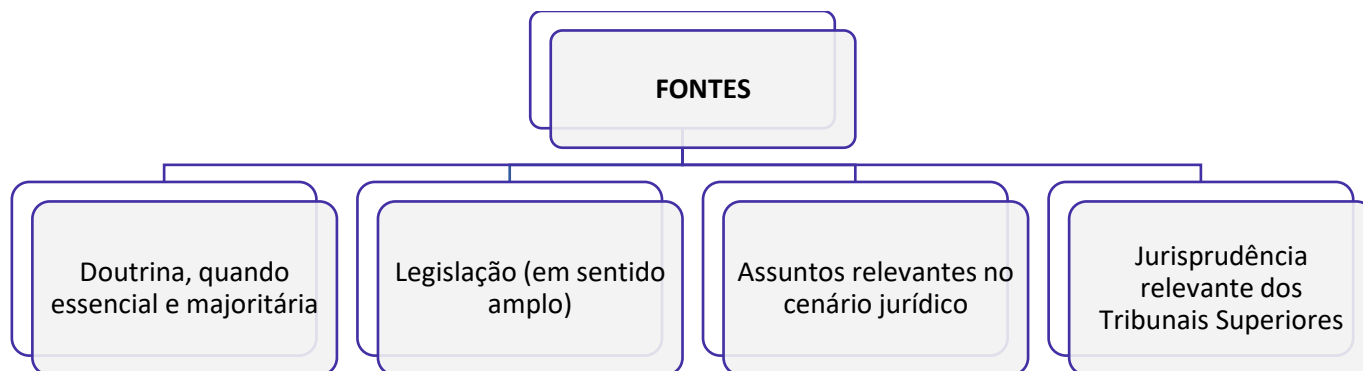 FONTES
Doutrina, quando
essencial e majoritária
Legislação (em sentido
amplo)
Assuntos relevantes no
cenário jurídico
Jurisprudência
relevante dos
Tribunais Superiores